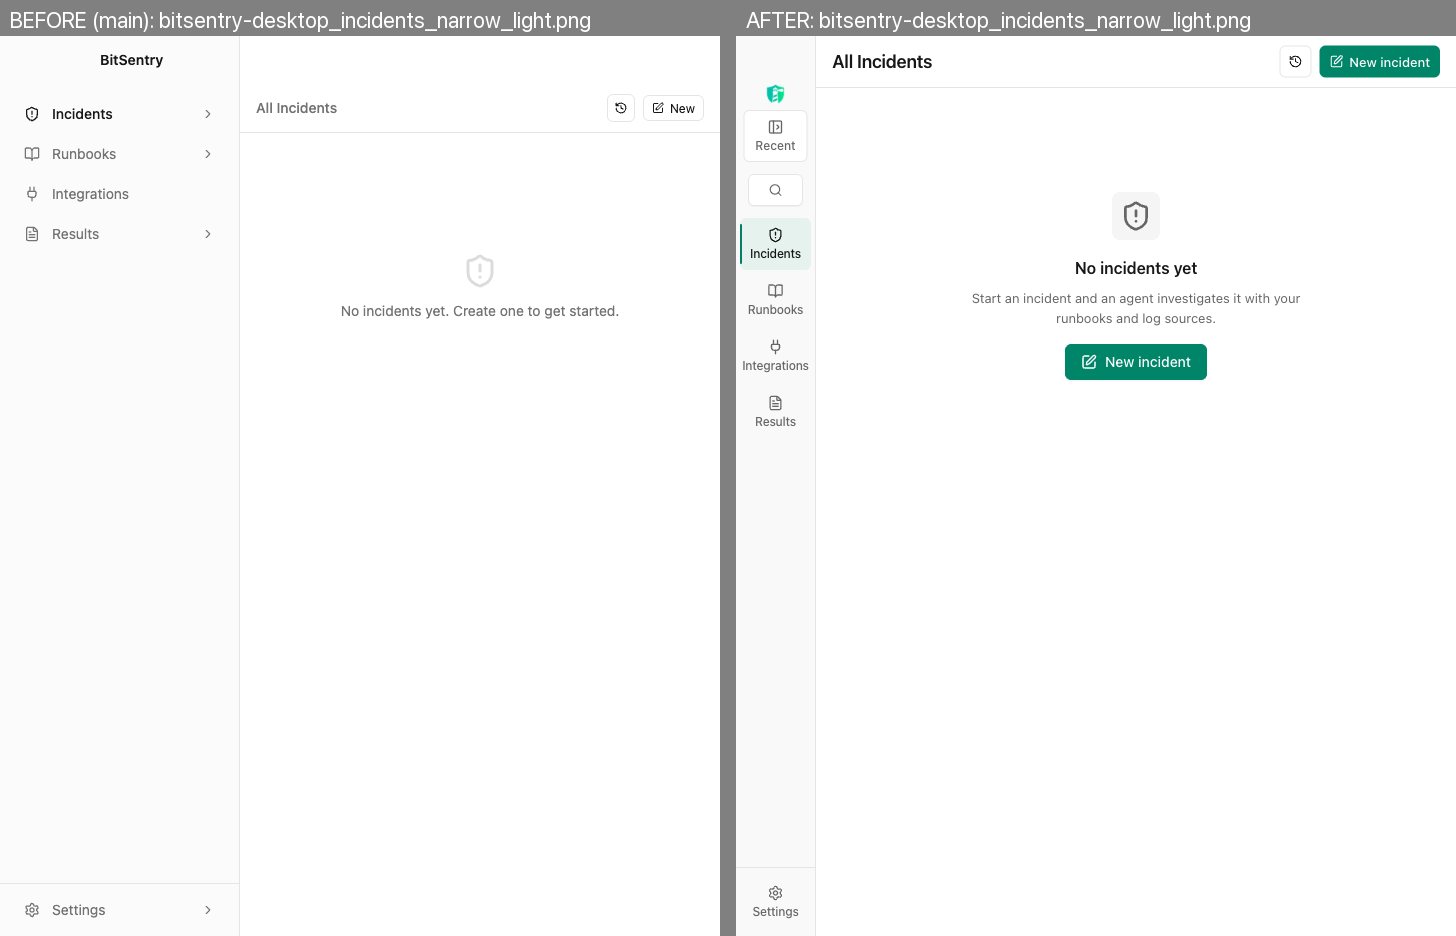 BEFORE (main): bitsentry-desktop_incidents_narrow_light.png
BitSentry
Incidents
Runbooks
Integrations
Results
Settings
All Incidents
New
No incidents yet. Create one to get started.
AFTER: bitsentry-desktop_incidents_narrow_light.png
Recent
Incidents
Runbooks
Integrations
Results
Settings
All Incidents
New incident
No incidents yet
Start an incident and an agent investigates it with your
runbooks and log sources.
New incident